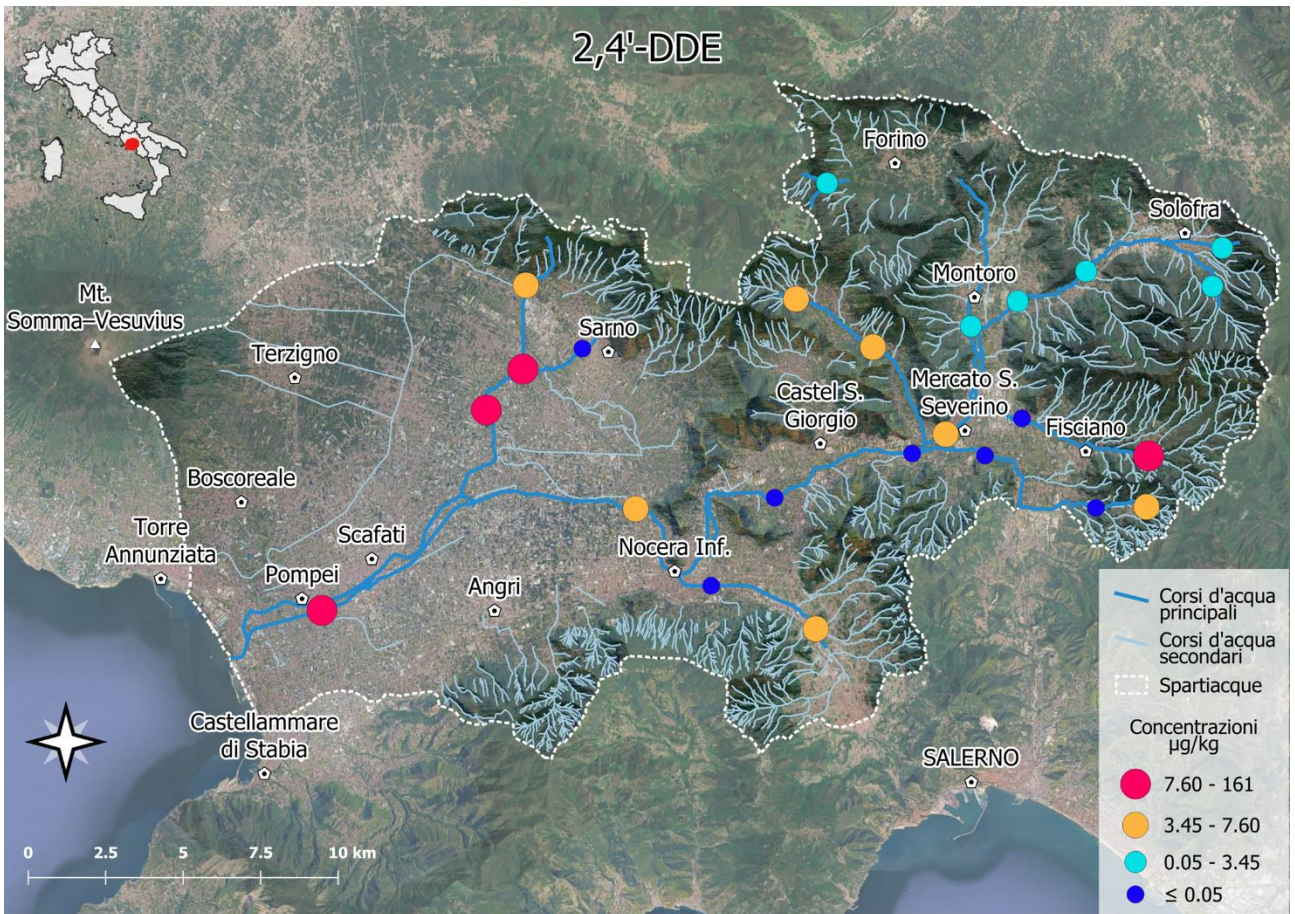 2,4'-DDE
Forino
Solofra
Montoro
Mt.
Somma–Vesuvius
Sarno
Terzigno
Mercato S.
Severino
Castel S.
Giorgio
Fisciano
Boscoreale
Torre
Annunziata
Scafati
Nocera Inf.
Pompei
Angri
Castellammare
di Stabia
SALERNO
0 2.5 5 7.5 10 km
Corsi d'acqua
principali
Corsi d'acqua
secondari
Spartiacque
Concentrazioni
µg/kg
7.60 - 161
3.45 - 7.60
0.05 - 3.45
≤ 0.05